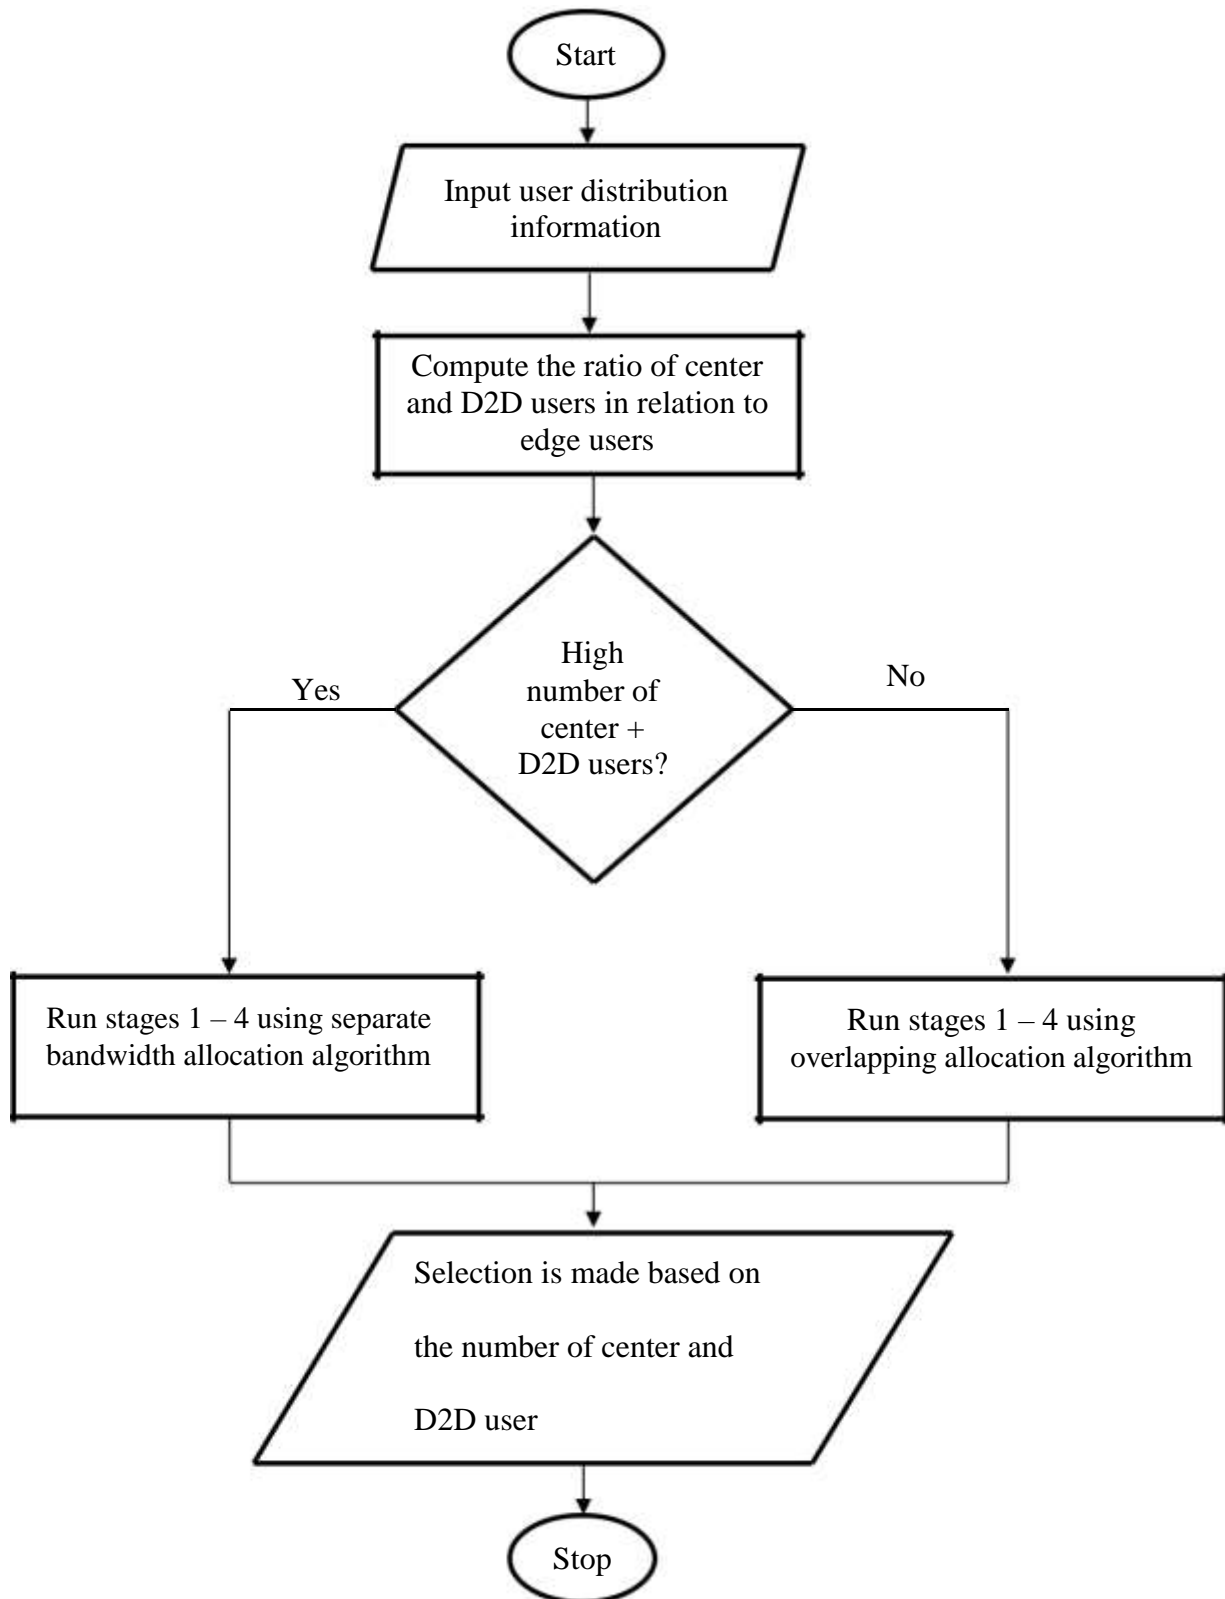 Start
Input user distribution
information
Compute the ratio of center
and D2D users in relation to
edge users
High
number of
center +
D2D users?
Yes
No
Run stages 1 – 4 using separate
bandwidth allocation algorithm
Run stages 1 – 4 using
overlapping allocation algorithm
Selection is made based on
the number of center and
D2D user
Stop